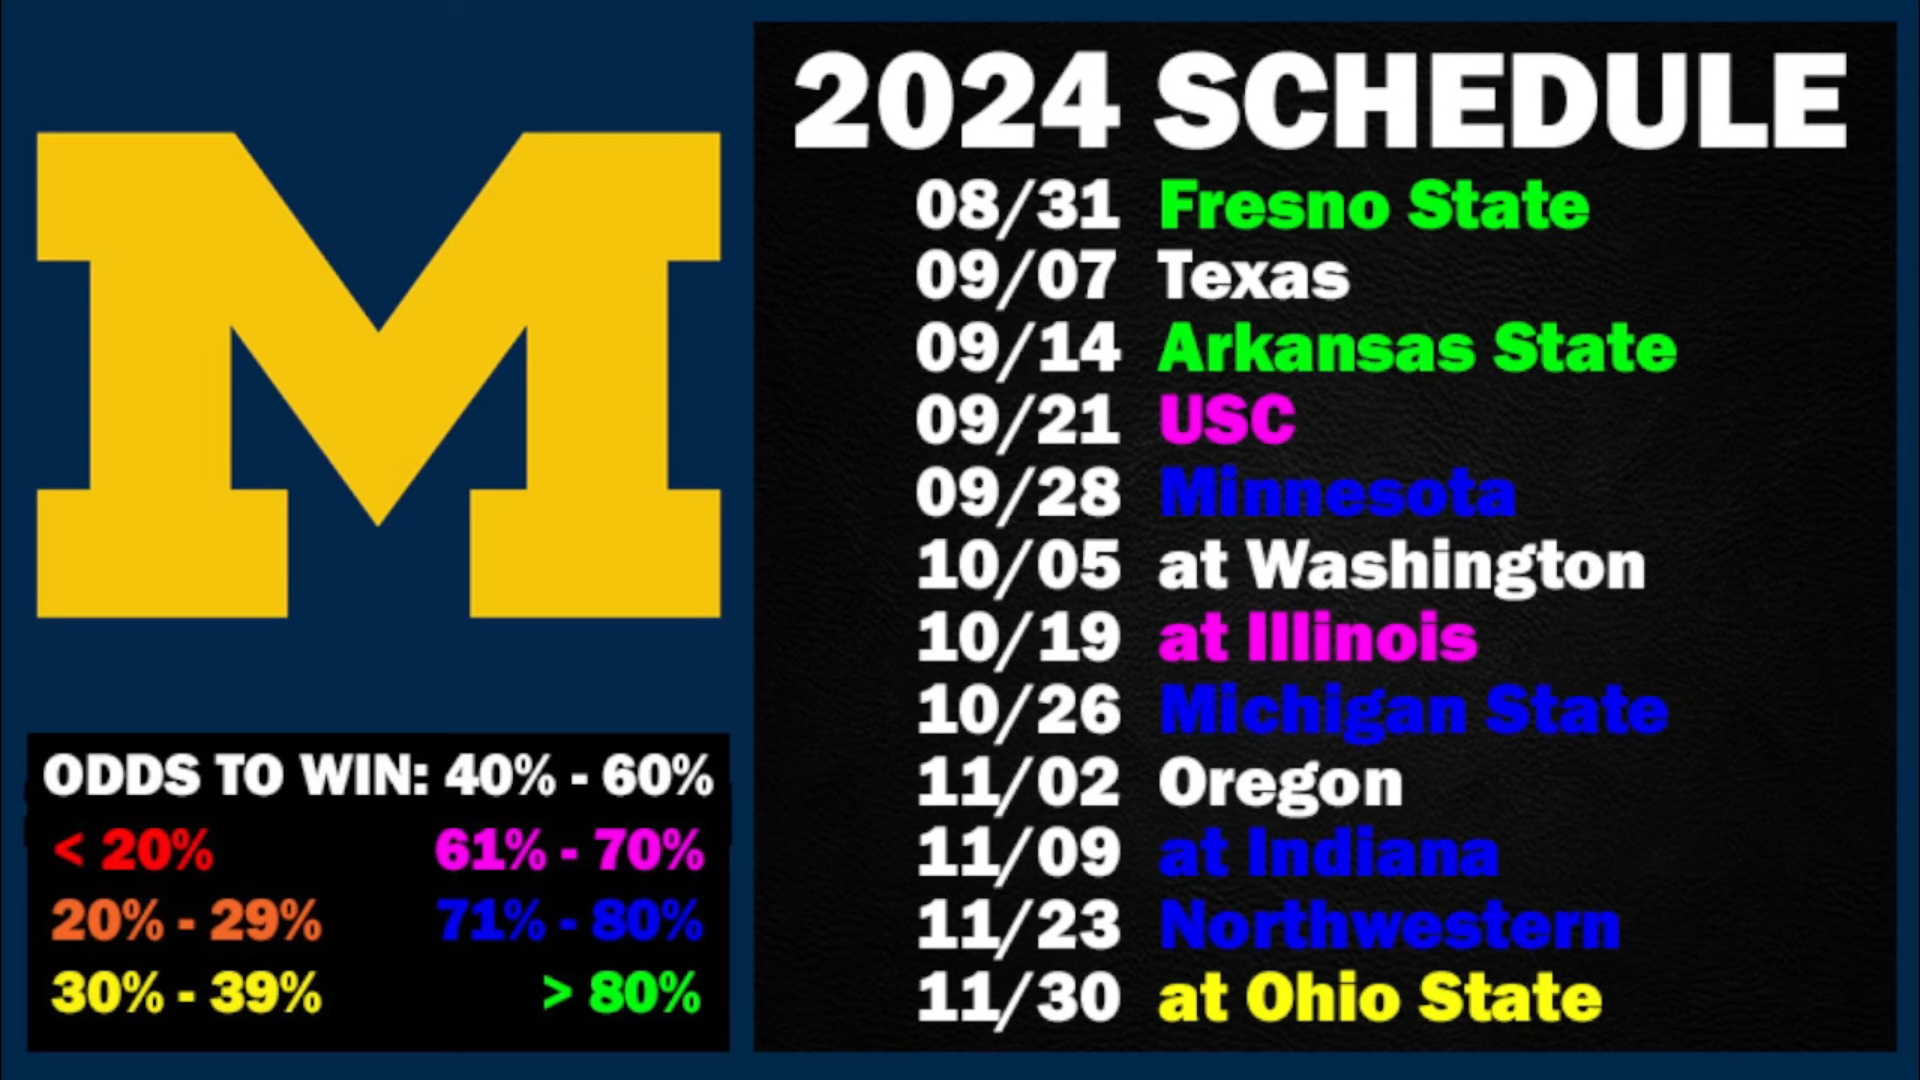 M
2024 SCHEDULE
08/31 Fresno State
09/07 Texas
09/14 Arkansas State
09/21 USC
09/28 Minnesota
10/05 at Washington
10/19 at Illinois
10/26 Michigan State
11/02 Oregon
11/09 at Indiana
11/23 Northwestern
11/30 at Ohio State
ODDS TO WIN: 40% - 60%
< 20% 61% - 70%
20% - 29% 71% - 80%
30% - 39% > 80%